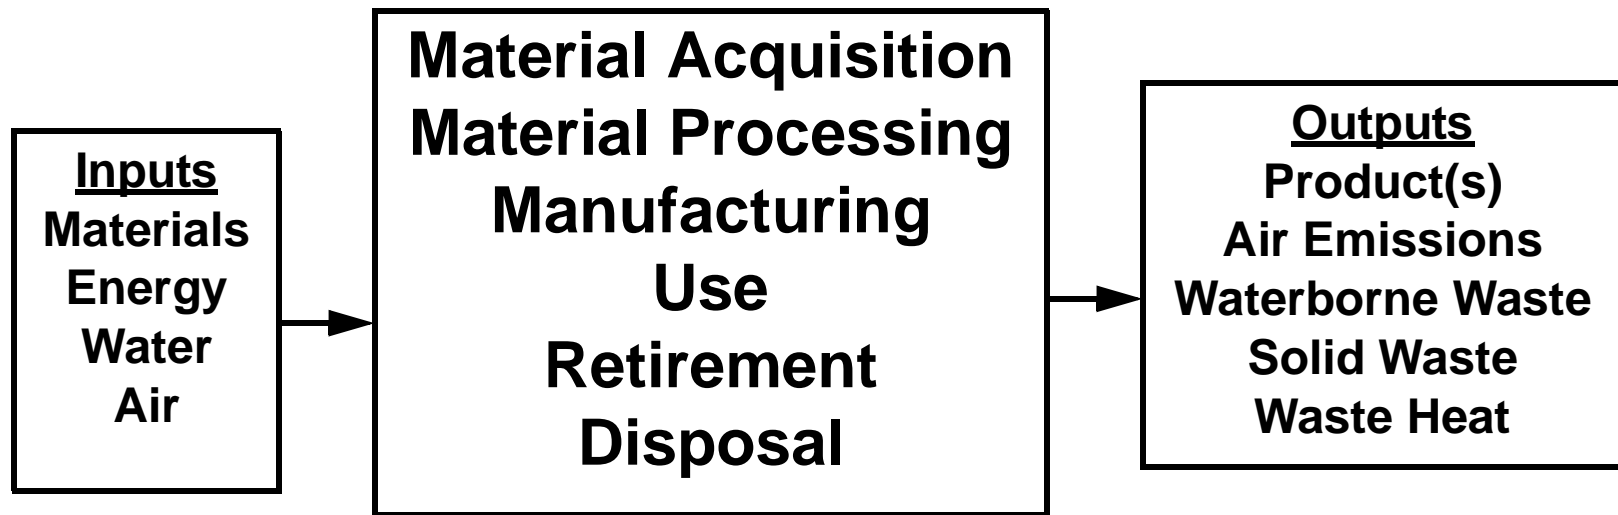 Inputs
Materials
Energy
Water
Air
Material Acquisition
Material Processing
Manufacturing
Use
Retirement
Disposal
Outputs
Product(s)
Air Emissions
Waterborne Waste
Solid Waste
Waste Heat